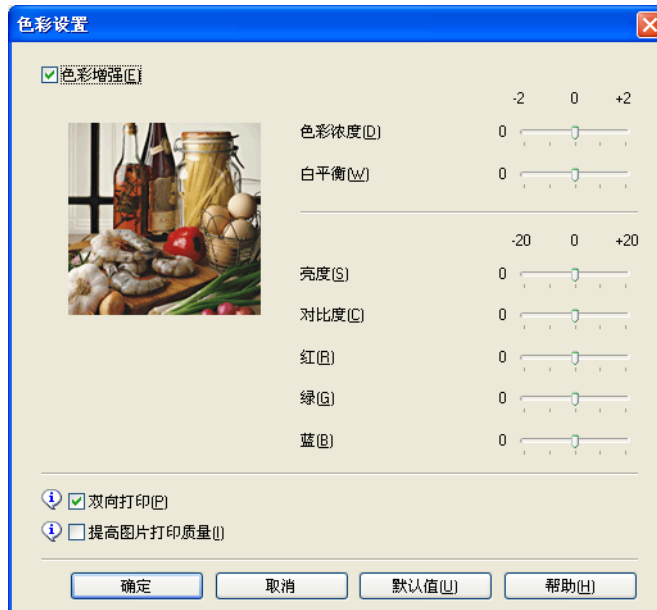 色彩设置
色彩增强(E)
-2 0 +2
色彩浓度(D) 0
白平衡(W) 0
-20 0 +20
亮度(S) 0
对比度(C) 0
红(R) 0
绿(G) 0
蓝(B) 0
双向打印(P)
提高图片打印质量(I)
确定 取消 默认值(U) 帮助(H)